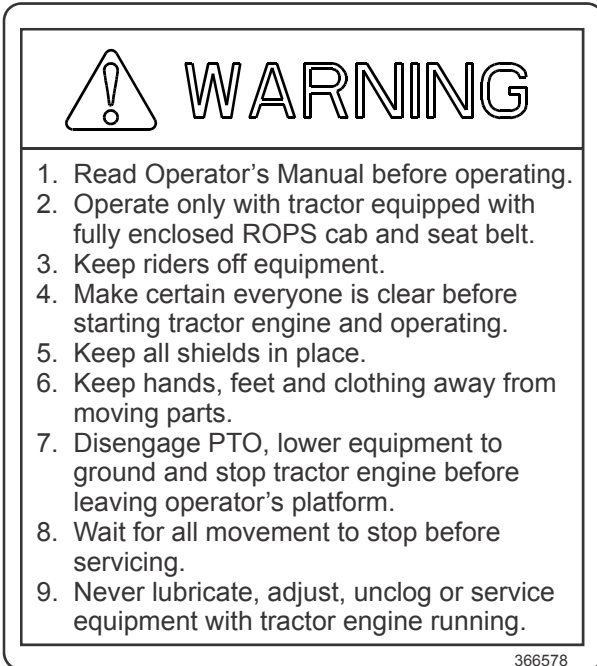 WARNING
1. Read Operator’s Manual before operating.
2. Operate only with tractor equipped with
fully enclosed ROPS cab and seat belt.
3. Keep riders off equipment.
4. Make certain everyone is clear before
starting tractor engine and operating.
5. Keep all shields in place.
6. Keep hands, feet and clothing away from
moving parts.
7. Disengage PTO, lower equipment to
ground and stop tractor engine before
leaving operator’s platform.
8. Wait for all movement to stop before
servicing.
9. Never lubricate, adjust, unclog or service
equipment with tractor engine running.
366578